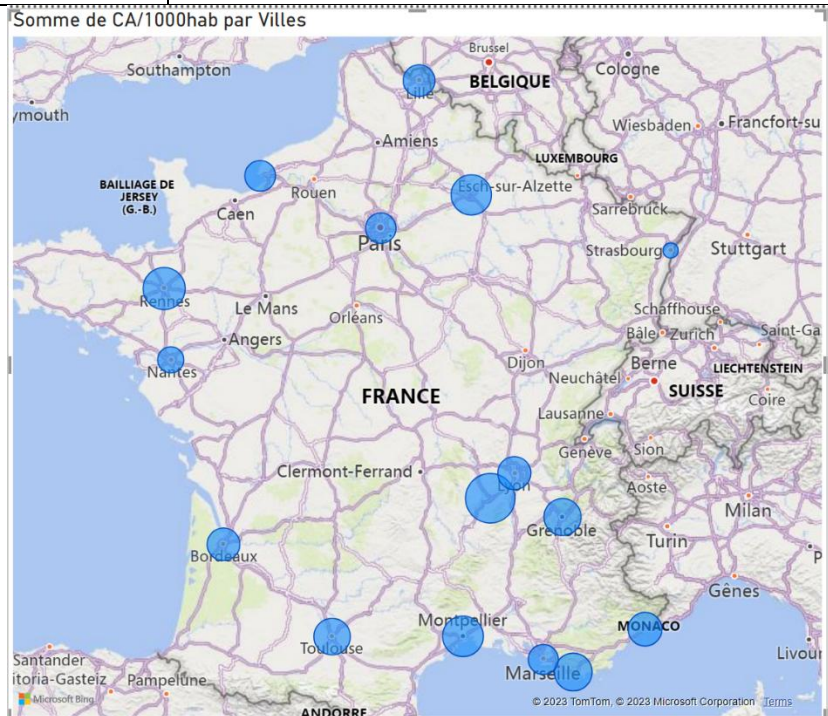 Somme de CA/1000hab par Villes
Brussel
Southampton
Lille
BELGIQUE
Cologne
ymouth
Wiesbaden
Francfort-su
Amiens
LUXEMBOURG
BAILLIAGE DE
JERSEY
(G.-B.)
Rouen
Esch-sur-Alzette
Caen
Sarrebruck
Paris
Strasbourg
Stuttgart
Rennes
Le Mans
Orléans
Schaffhouse
Angers
Bâle
Zurich
Saint-Ga
Nantes
Dijon
Berne
LIECHTENSTEIN
Neuchâtel
FRANCE
SUISSE
Coire
Lausanne
Genève
Sion
Clermont-Ferrand
Lyon
Aoste
Milan
Grenoble
Turin
P
Bordeaux
Gênes
Montpellier
MONACO
Toulouse
Livour
Santander
Marseille
itoria-Gasteiz
Pampelune
Microsoft Bing
© 2023 TomTom, © 2023 Microsoft Corporation Terms
ANDORRE